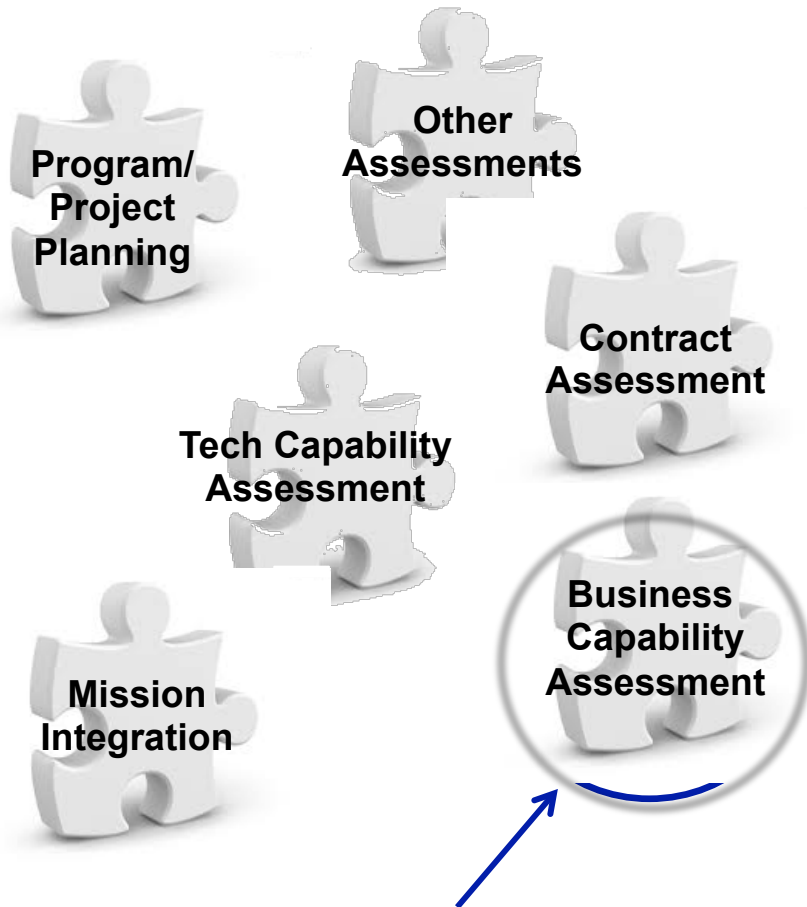 Other
Assessments
Program/
Project
Planning
Contract
Assessment
Tech Capability
Assessment
Business
Capability
Assessment
Mission
Integration